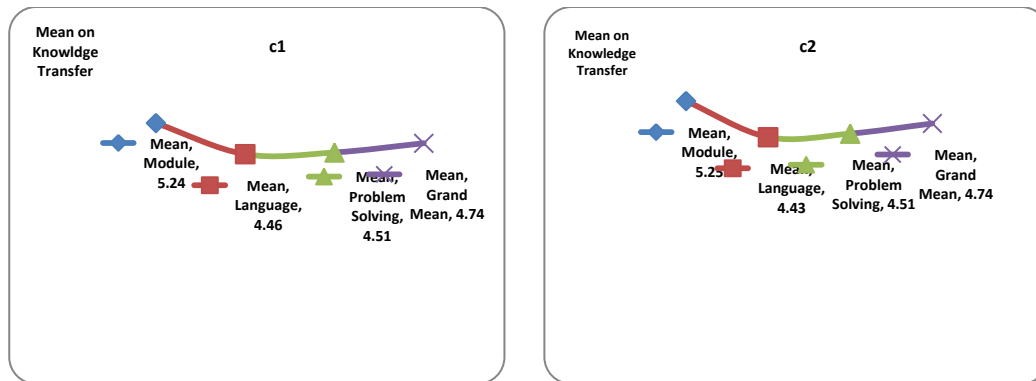 Mean on
Knowldge
Transfer
c1
Mean,
Module,
5.24
Mean,
Language,
4.46
Mean,
Problem
Solving,
4.51
Mean,
Grand
Mean, 4.74
Mean on
Knowledge
Transfer
c2
Mean,
Module,
5.25
Mean,
Language,
4.43
Mean,
Problem
Solving, 4.51
Mean,
Grand
Mean, 4.74